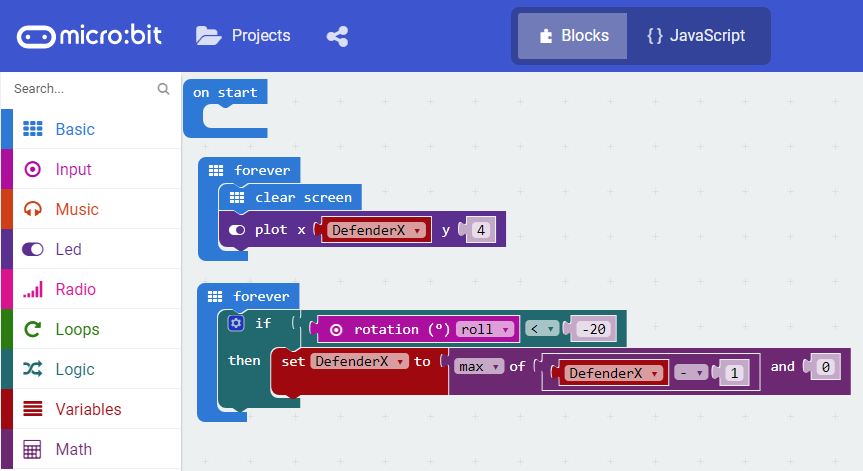 micro:bit Projects Blocks {} JavaScript
Search...
Basic
Input
Music
Led
Radio
Loops
Logic
Variables
Math
on start
forever
clear screen
plot x DefenderX y 4
forever
if rotation (º) roll < -20
then set DefenderX to max of DefenderX - 1 and 0